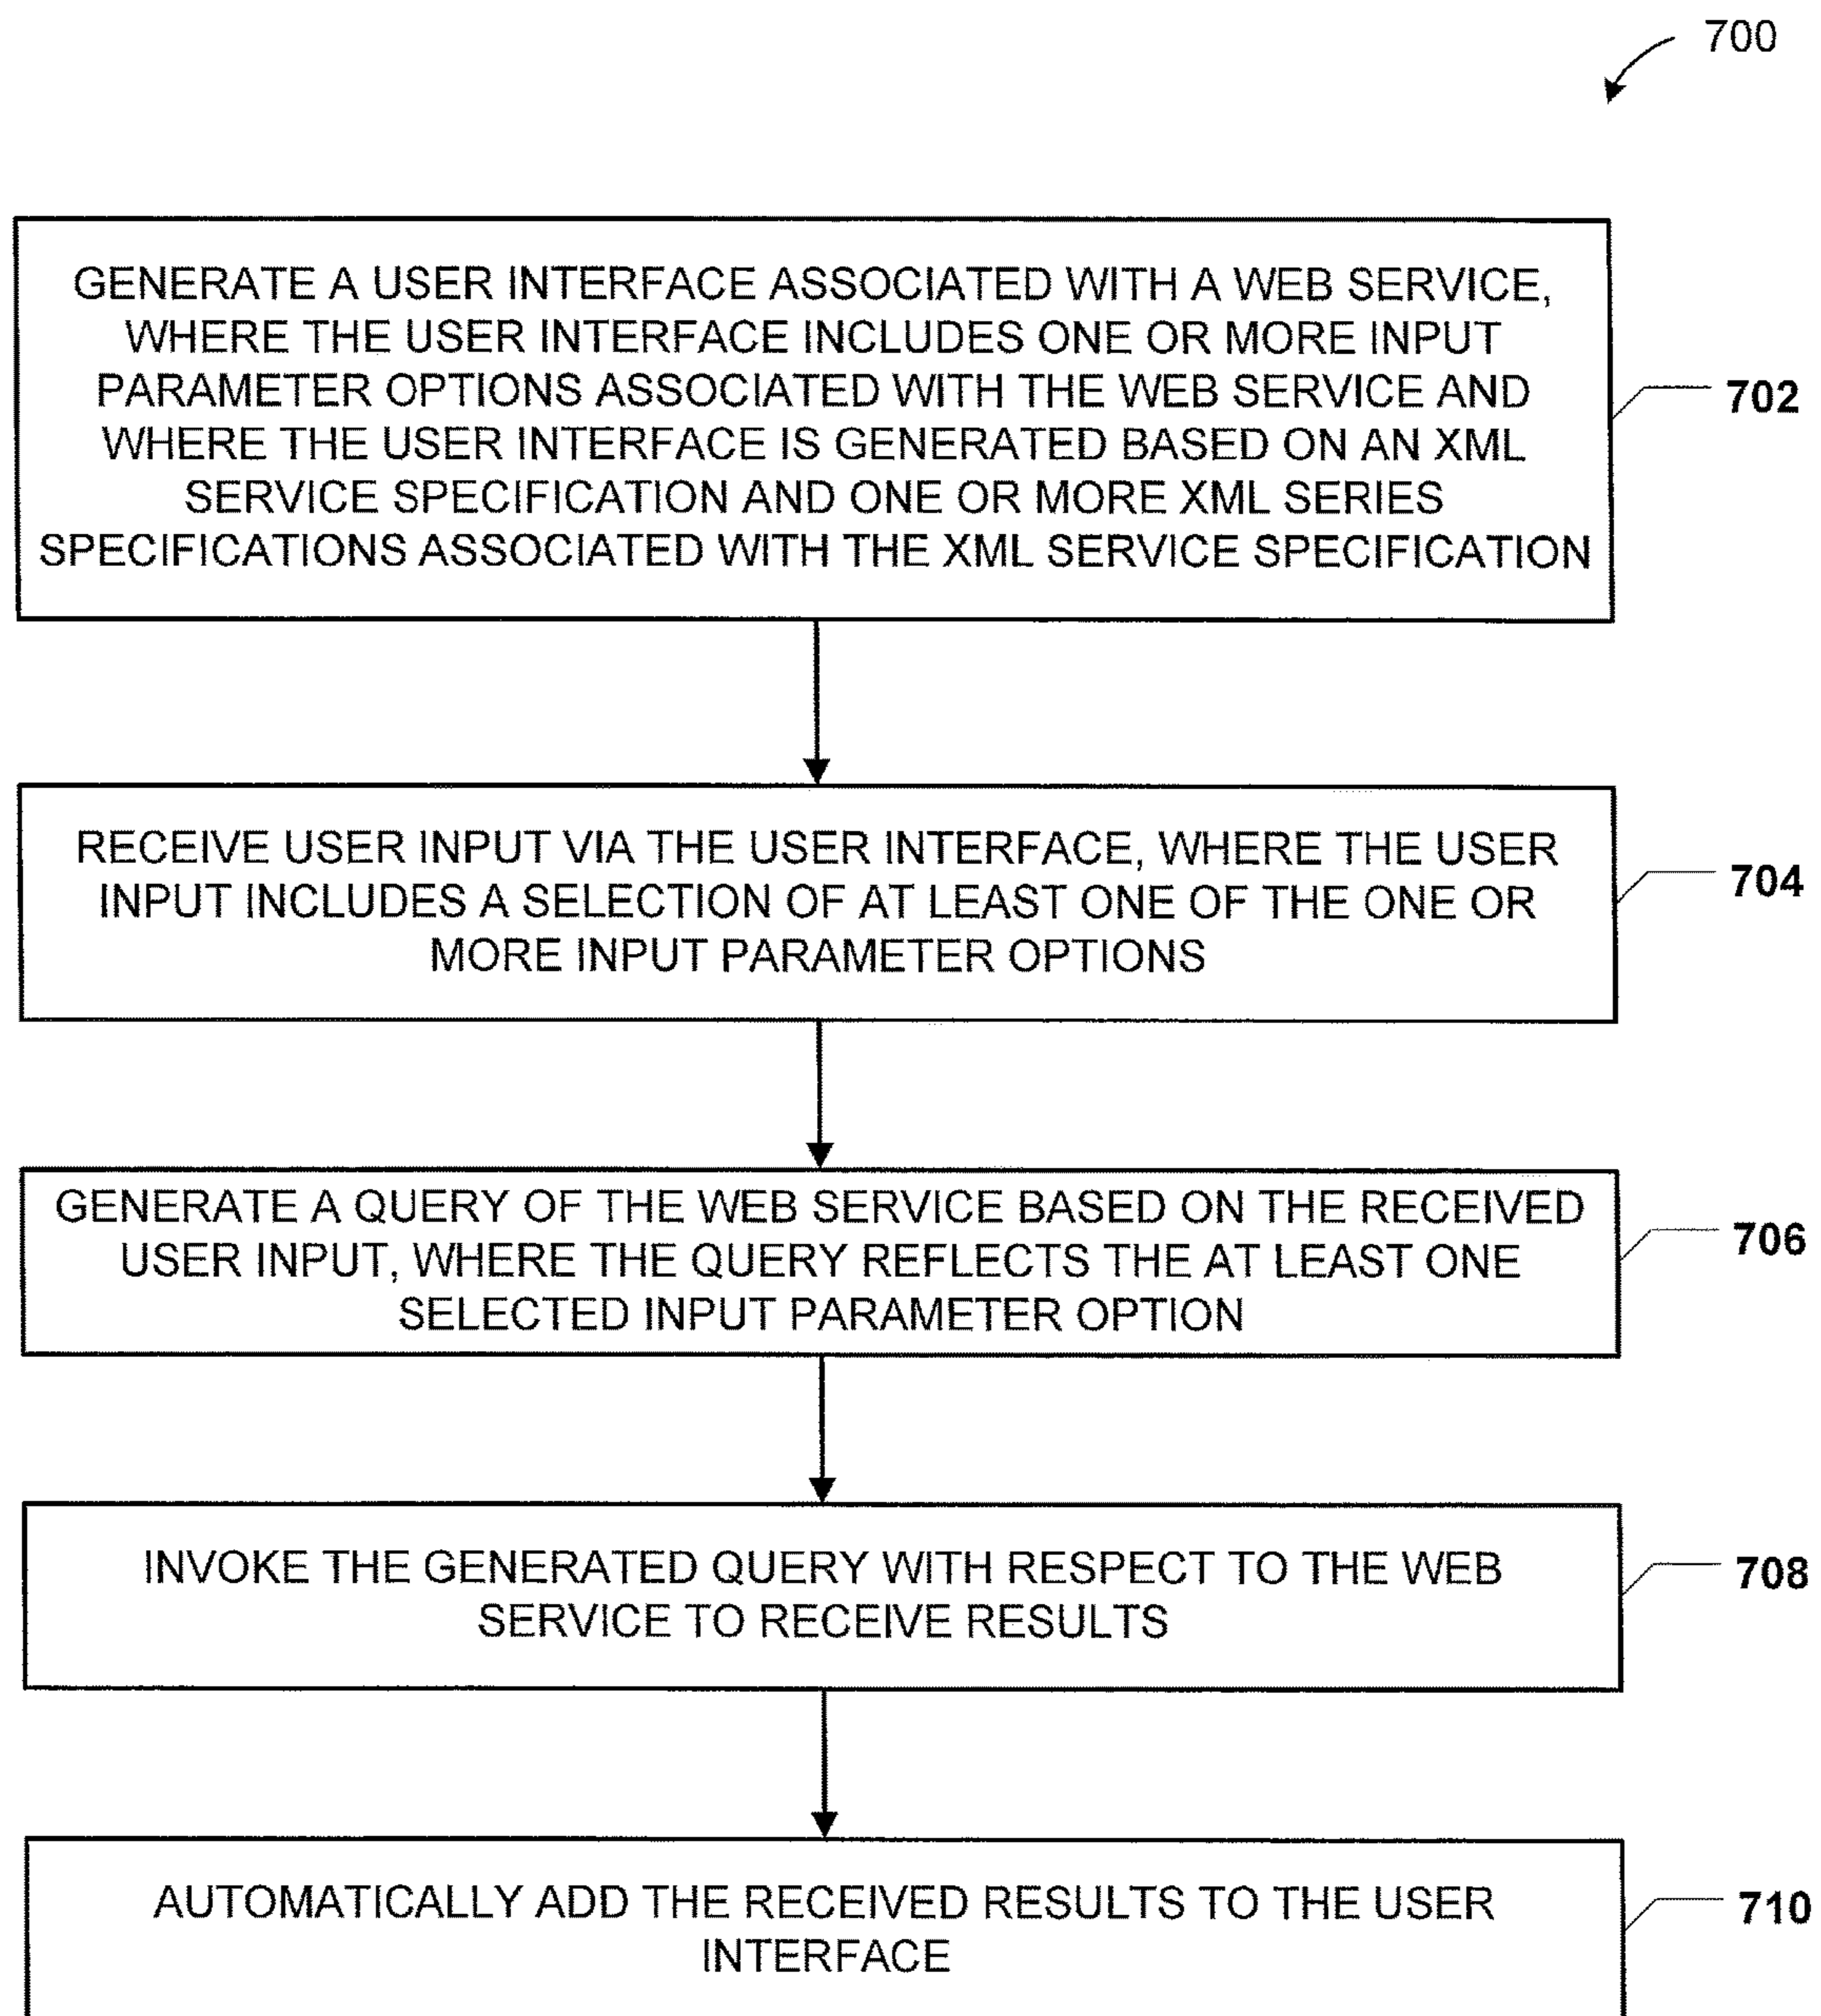 700
GENERATE A USER INTERFACE ASSOCIATED WITH A WEB SERVICE,
WHERE THE USER INTERFACE INCLUDES ONE OR MORE INPUT
PARAMETER OPTIONS ASSOCIATED WITH THE WEB SERVICE AND
WHERE THE USER INTERFACE IS GENERATED BASED ON AN XML
SERVICE SPECIFICATION AND ONE OR MORE XML SERIES
SPECIFICATIONS ASSOCIATED WITH THE XML SERVICE SPECIFICATION
702
RECEIVE USER INPUT VIA THE USER INTERFACE, WHERE THE USER
INPUT INCLUDES A SELECTION OF AT LEAST ONE OF THE ONE OR
MORE INPUT PARAMETER OPTIONS
704
GENERATE A QUERY OF THE WEB SERVICE BASED ON THE RECEIVED
USER INPUT, WHERE THE QUERY REFLECTS THE AT LEAST ONE
SELECTED INPUT PARAMETER OPTION
706
INVOKE THE GENERATED QUERY WITH RESPECT TO THE WEB
SERVICE TO RECEIVE RESULTS
708
AUTOMATICALLY ADD THE RECEIVED RESULTS TO THE USER
INTERFACE
710